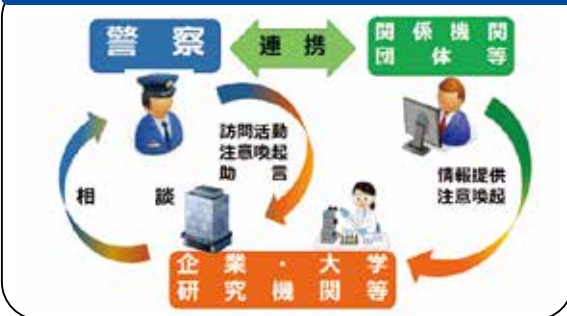 警察
連携
関係機関
団体等
訪問活動
注意喚起
助言
相談
情報提供
注意喚起
企業・大学
研究機関等